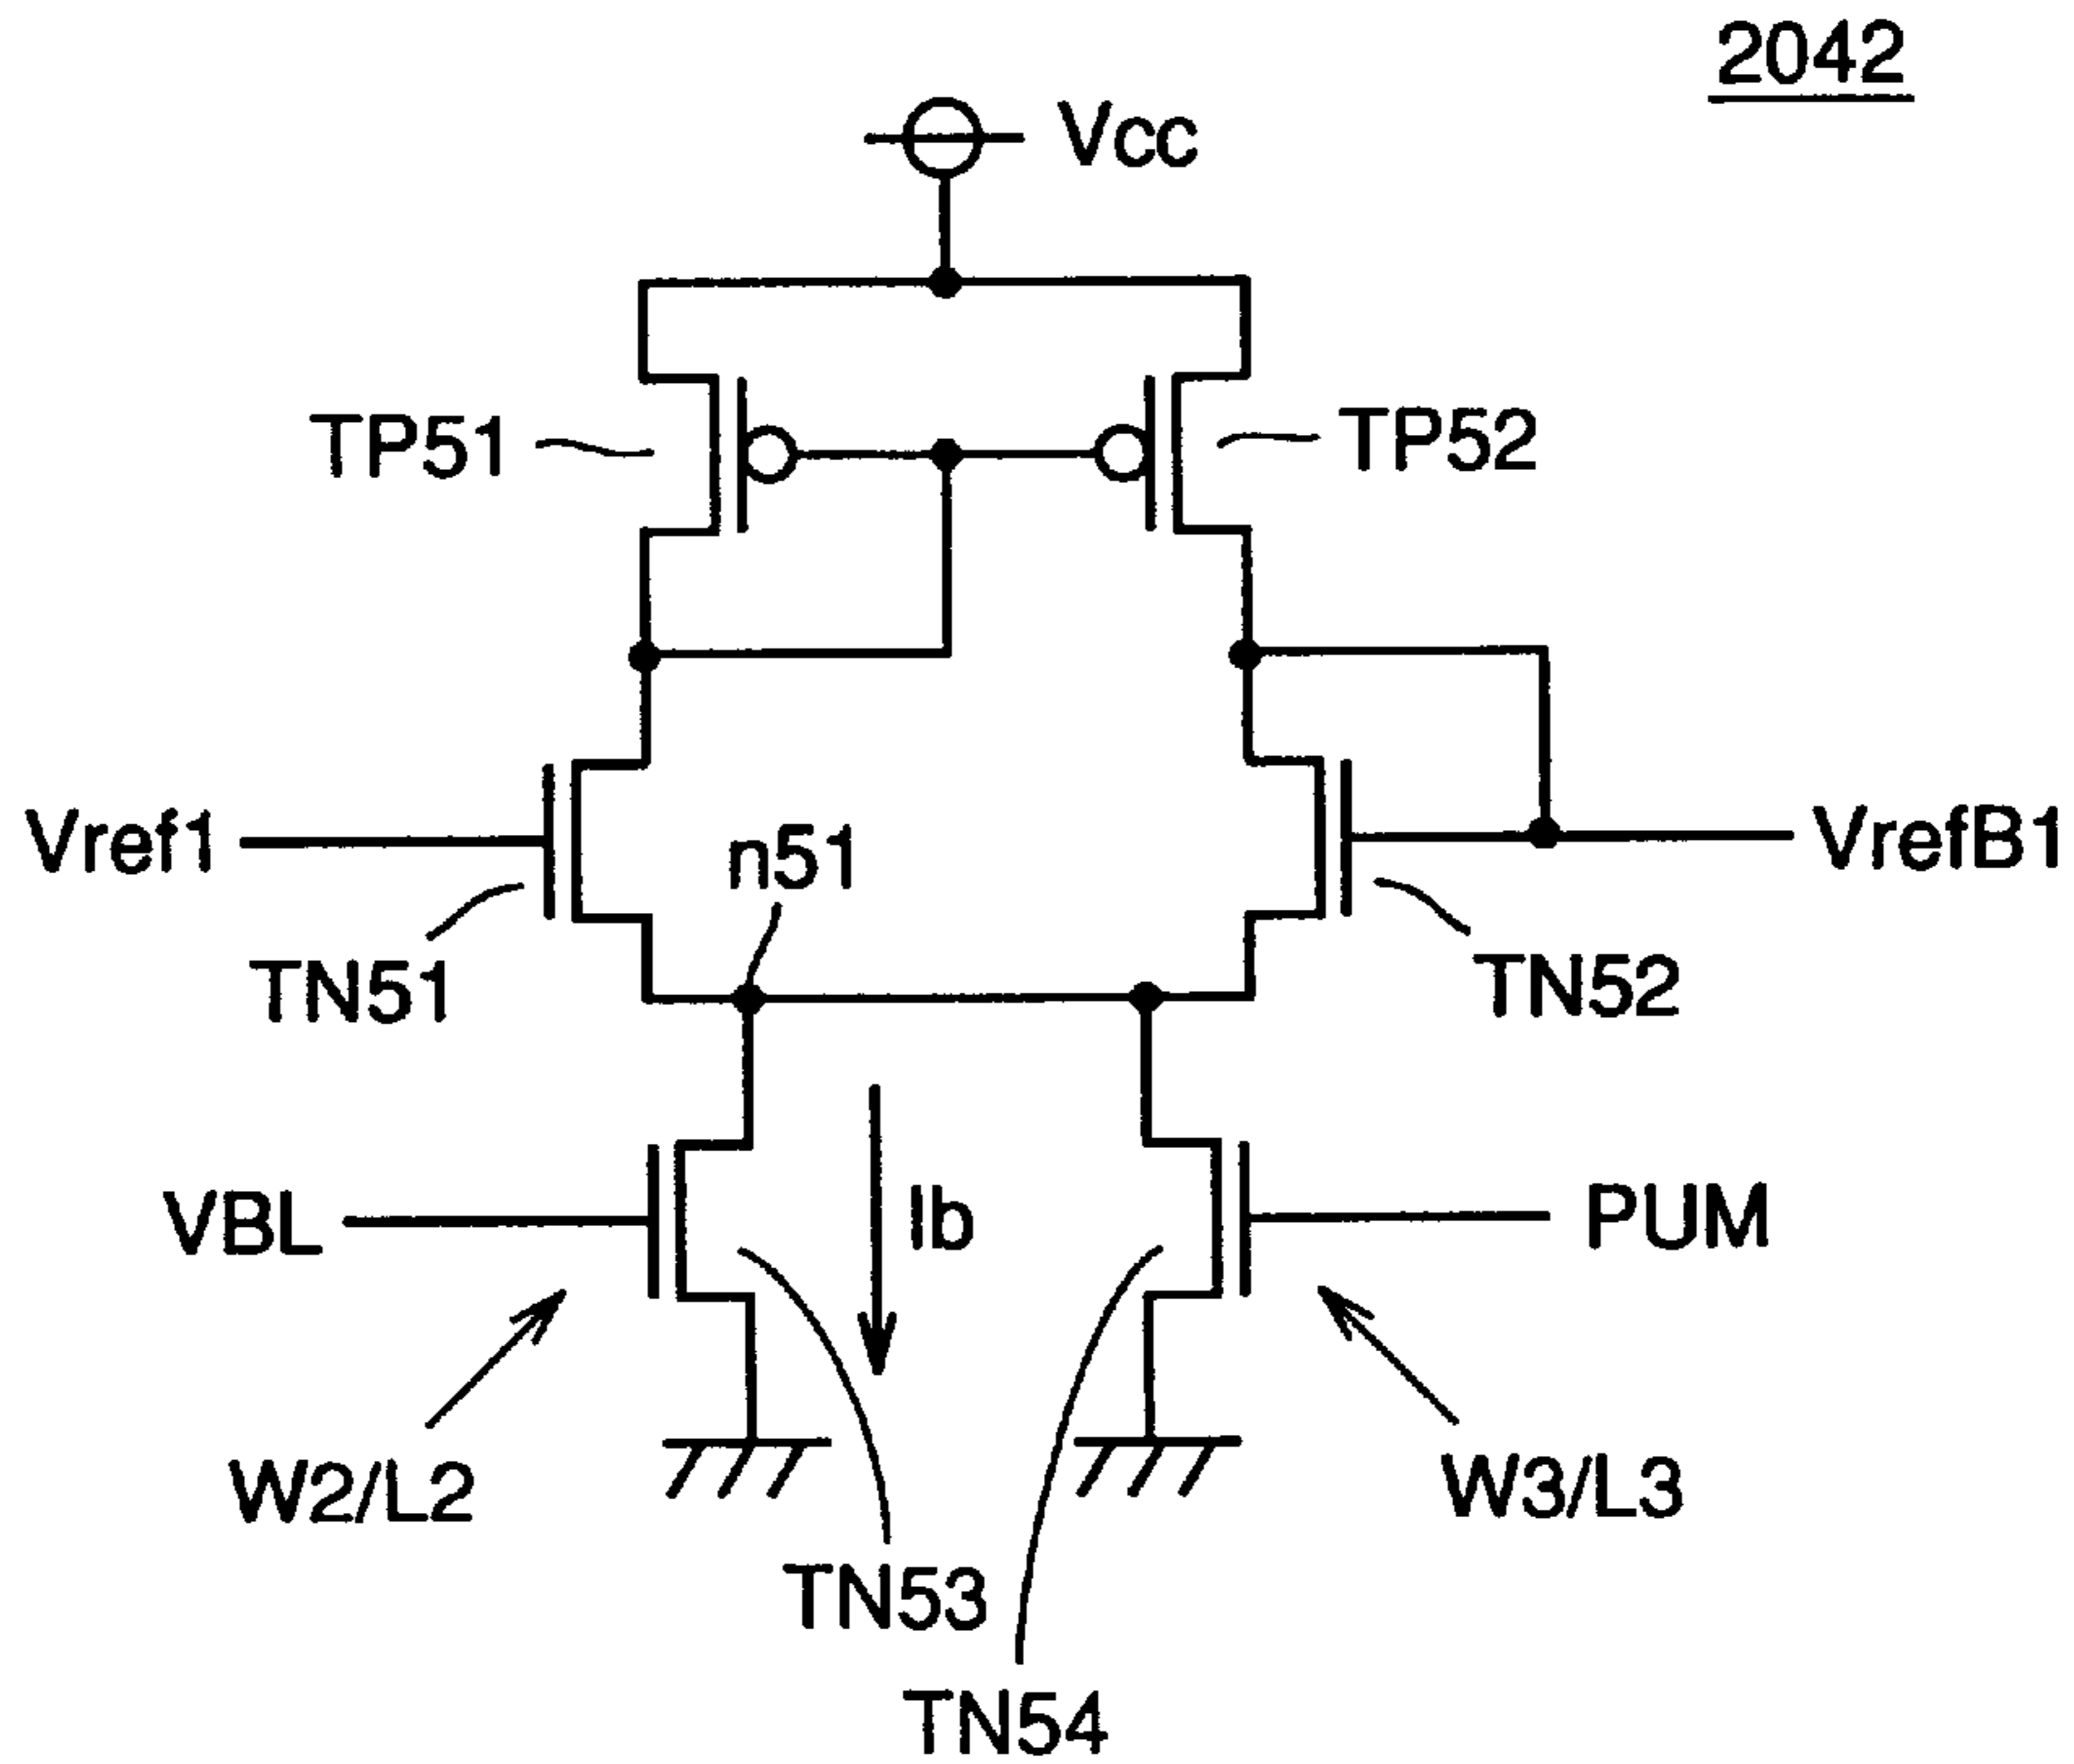 2042
Vcc
TP51
TP52
Vref1
n51
VrefB1
TN51
TN52
VBL
Ib
PUM
W2/L2
W3/L3
TN53
TN54